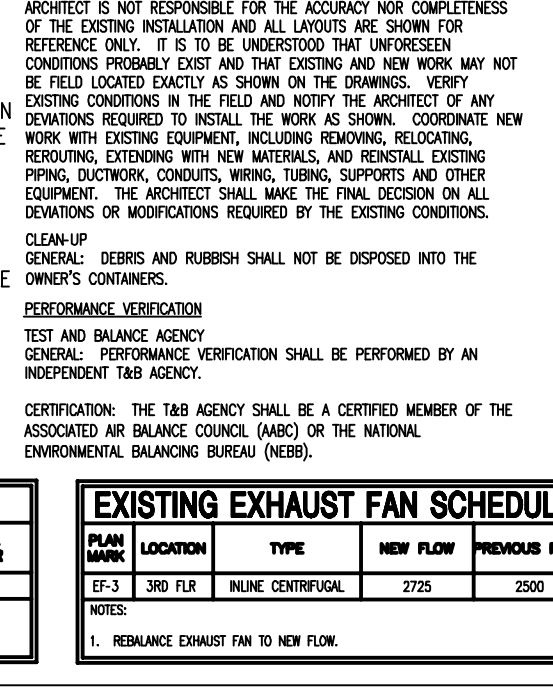 ARCHITECT IS NOT RESPONSIBLE FOR THE ACCURACY NOR COMPLETENESS
OF THE EXISTING INSTALLATION AND ALL LAYOUTS ARE SHOWN FOR
REFERENCE ONLY. IT IS TO BE UNDERSTOOD THAT UNFORESEEN
CONDITIONS PROBABLY EXIST AND THAT EXISTING AND NEW WORK MAY NOT
BE FIELD LOCATED EXACTLY AS SHOWN ON THE DRAWINGS. VERIFY
EXISTING CONDITIONS IN THE FIELD AND NOTIFY THE ARCHITECT OF ANY
DEVIATIONS REQUIRED TO INSTALL THE WORK AS SHOWN. COORDINATE NEW
WORK WITH EXISTING EQUIPMENT, INCLUDING REMOVING, RELOCATING,
REROUTING, EXTENDING WITH NEW MATERIALS, AND REINSTALL EXISTING
PIPING, DUCTWORK, CONDUITS, WIRING, TUBING, SUPPORTS AND OTHER
EQUIPMENT. THE ARCHITECT SHALL MAKE THE FINAL DECISION ON ALL
DEVIATIONS OR MODIFICATIONS REQUIRED BY THE EXISTING CONDITIONS.
CLEAN-UP
GENERAL: DEBRIS AND RUBBISH SHALL NOT BE DISPOSED INTO THE
OWNER'S CONTAINERS.
PERFORMANCE VERIFICATION
TEST AND BALANCE AGENCY
GENERAL: PERFORMANCE VERIFICATION SHALL BE PERFORMED BY AN
INDEPENDENT T&B AGENCY.
CERTIFICATION: THE T&B AGENCY SHALL BE A CERTIFIED MEMBER OF THE
ASSOCIATED AIR BALANCE COUNCIL (AABC) OR THE NATIONAL
ENVIRONMENTAL BALANCING BUREAU (NEBB).
EXISTING EXHAUST FAN SCHEDUL
PLAN MARK LOCATION TYPE NEW FLOW PREVIOUS
EF-3 3RD FLR INLINE CENTRIFUGAL 2725 2500
NOTES:
1. REBALANCE EXHAUST FAN TO NEW FLOW.